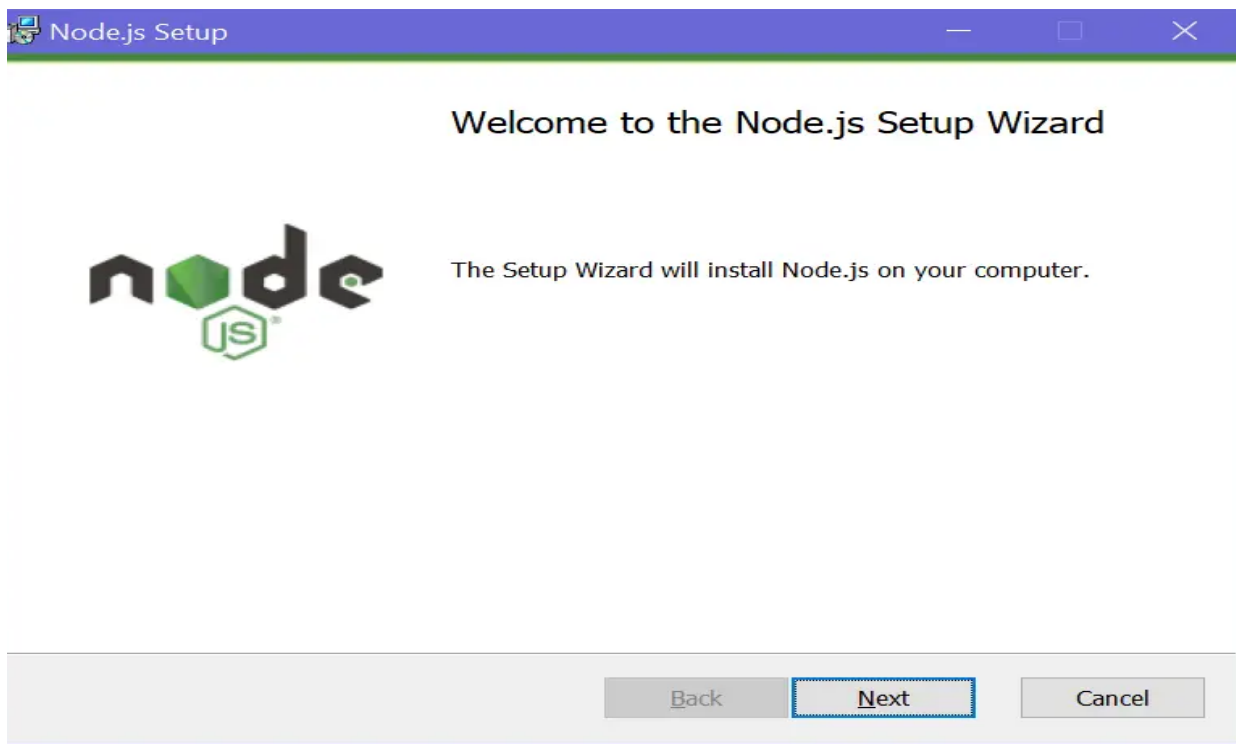 Node.js Setup
Welcome to the Node.js Setup Wizard
The Setup Wizard will install Node.js on your computer.
node
JS®
Back
Next
Cancel